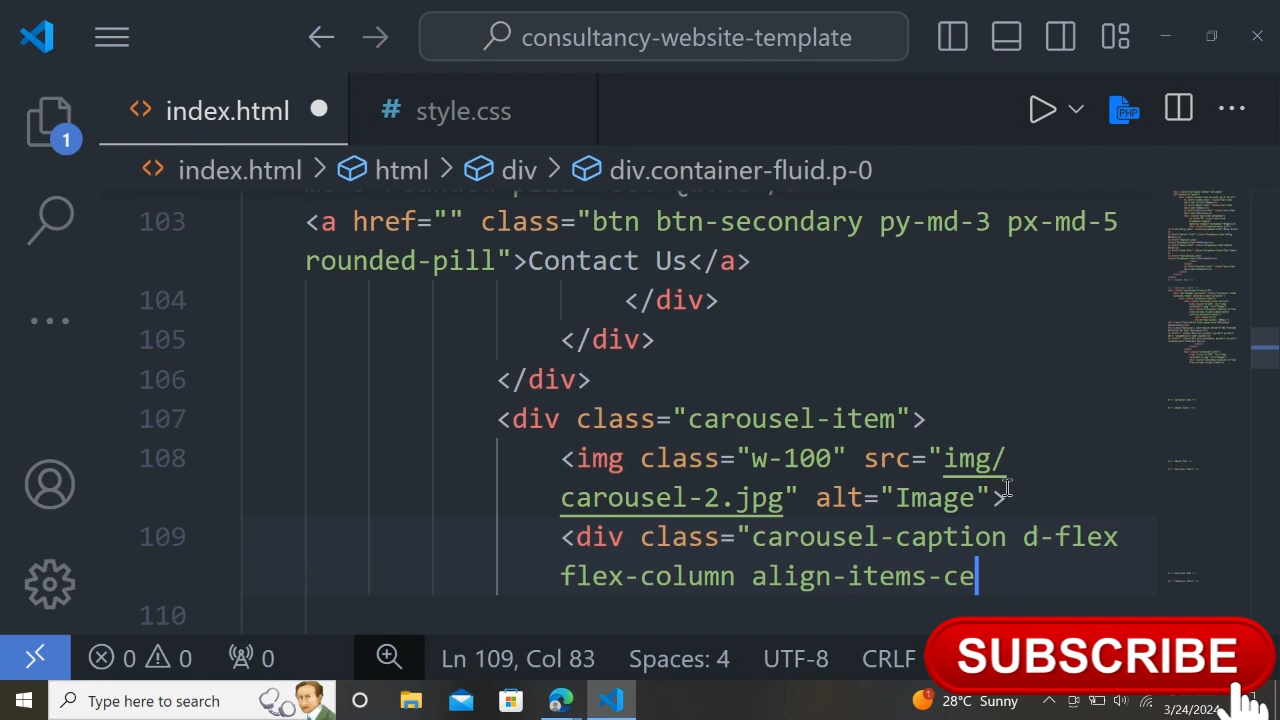 consultancy-website-template
index.html
# style.css
PHP
1
index.html > html > div > div.container-fluid.p-0
103 <a href="" class="btn btn-secondary py-md-3 px-md-5
rounded-pill">Contact Us</a>
104 </div>
105 </div>
106 </div>
107 <div class="carousel-item">
108 <img class="w-100" src="img/
carousel-2.jpg" alt="Image">
109 <div class="carousel-caption d-flex
flex-column align-items-ce
110
0 0 0 Ln 109, Col 83 Spaces: 4 UTF-8 CRLF
SUBSCRIBE
Type here to search
1 28°C Sunny
3/24/2024